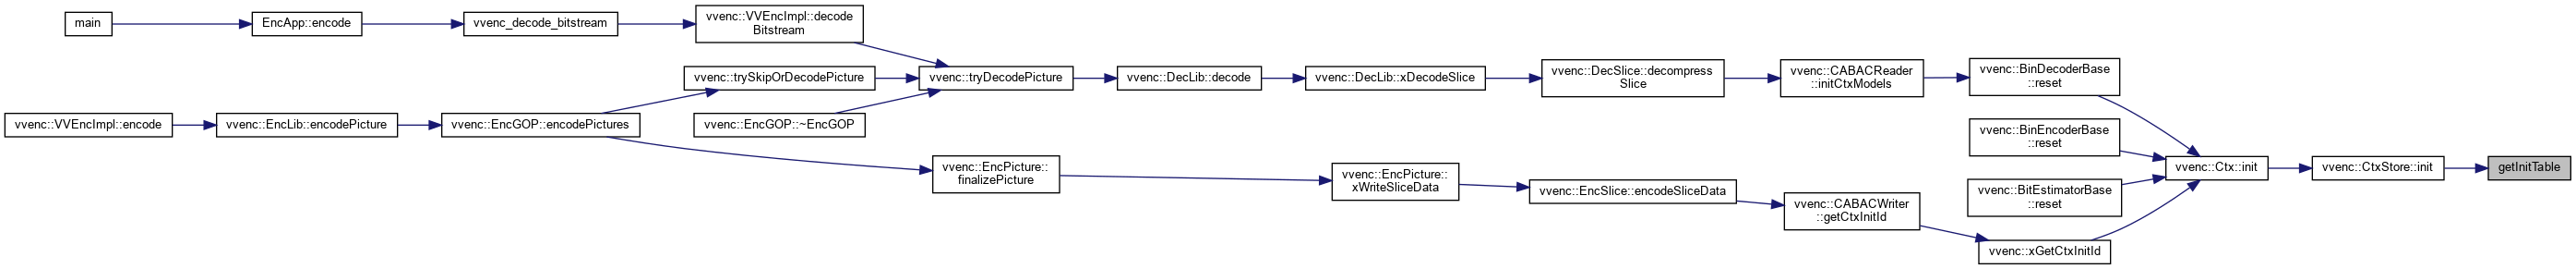 main
EncApp::encode
vvenc_decode_bitstream
vvenc::VVEncImpl::decode
Bitstream
vvenc::trySkipOrDecodePicture
vvenc::tryDecodePicture
vvenc::DecLib::decode
vvenc::DecLib::xDecodeSlice
vvenc::DecSlice::decompress
Slice
vvenc::CABACReader
::initCtxModels
vvenc::BinDecoderBase
::reset
vvenc::VVEncImpl::encode
vvenc::EncLib::encodePicture
vvenc::EncGOP::encodePictures
vvenc::EncGOP::~EncGOP
vvenc::BinEncoderBase
::reset
vvenc::EncPicture::
finalizePicture
vvenc::EncPicture::
xWriteSliceData
vvenc::EncSlice::encodeSliceData
vvenc::CABACWriter
::getCtxInitId
vvenc::BitEstimatorBase
::reset
vvenc::xGetCtxInitId
vvenc::Ctx::init
vvenc::CtxStore::init
getInitTable